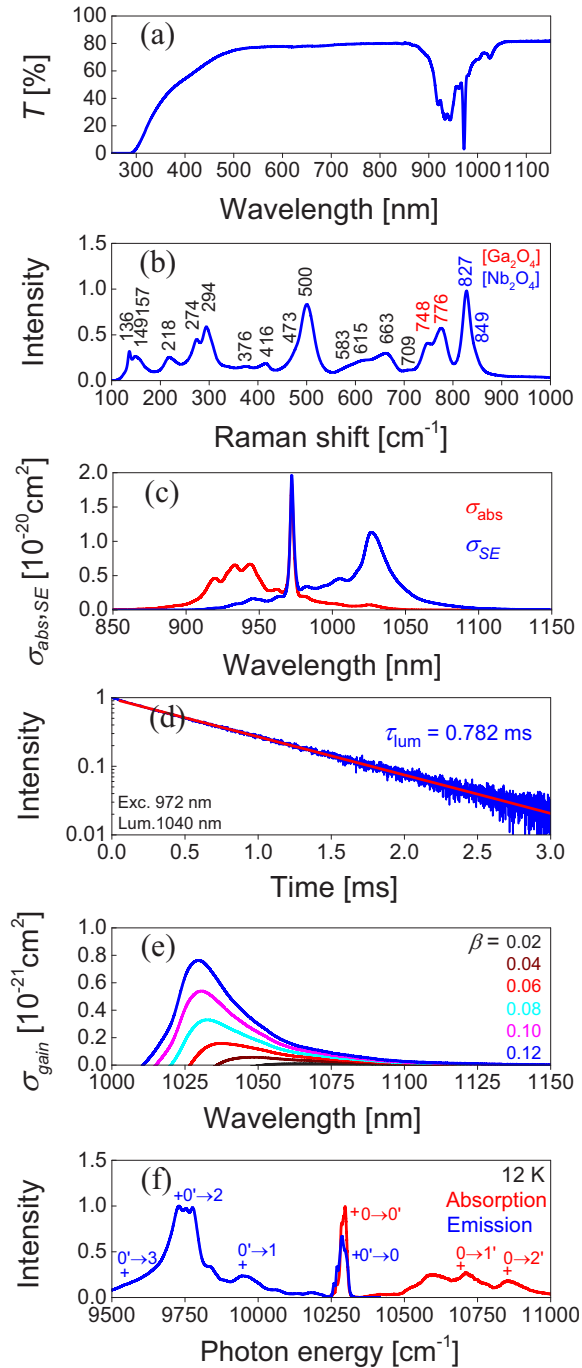 (a)
T [%]
100
80
60
40
20
0
300 400 500 600 700 800 900 1000 1100
Wavelength [nm]
(b)
[Ga₂O₄]
[Nb₂O₄]
Intensity
1.5
1.0
0.5
0.0
136 149 157 218 274 294 376 416 473 500 583 615 663 709 748 776 827 849
100 200 300 400 500 600 700 800 900 1000
Raman shift [cm⁻¹]
(c)
σabs,SE [10⁻²⁰cm²]
2.0
1.5
1.0
0.5
0.0
σabs
σSE
850 900 950 1000 1050 1100 1150
Wavelength [nm]
(d)
Intensity
1
0.1
0.01
τlum = 0.782 ms
Exc. 972 nm
Lum.1040 nm
0.0 0.5 1.0 1.5 2.0 2.5 3.0
Time [ms]
(e)
σgain [10⁻²¹cm²]
1.0
0.8
0.6
0.4
0.2
0.0
β = 0.02
0.04
0.06
0.08
0.10
0.12
1000 1025 1050 1075 1100 1125 1150
Wavelength [nm]
(f)
12 K
Absorption
Emission
Intensity
1.5
1.0
0.5
0.0
0'→3
+
+0'→2
0'→1
+
+0→0'
+0'→0
0→1'
+
0→2'
+
9500 9750 10000 10250 10500 10750 11000
Photon energy [cm⁻¹]